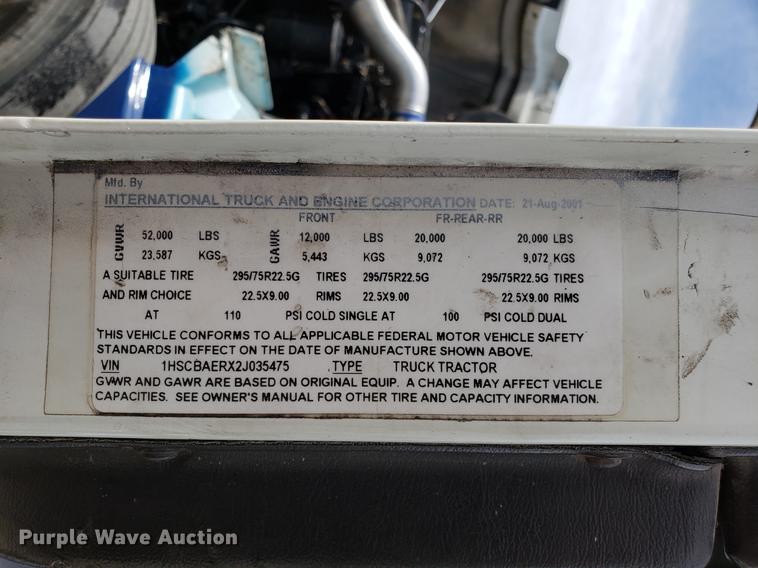 Mfd. By
INTERNATIONAL TRUCK AND ENGINE CORPORATION DATE: 21-Aug-2001
FRONT FR-REAR-RR
GVWR 52,000 LBS GAWR 12,000 LBS 20,000 20,000 LBS
23,587 KGS 5,443 KGS 9,072 9,072 KGS
A SUITABLE TIRE 295/75R22.5G TIRES 295/75R22.5G 295/75R22.5G TIRES
AND RIM CHOICE 22.5X9.00 RIMS 22.5X9.00 22.5X9.00 RIMS
AT 110 PSI COLD SINGLE AT 100 PSI COLD DUAL
THIS VEHICLE CONFORMS TO ALL APPLICABLE FEDERAL MOTOR VEHICLE SAFETY
STANDARDS IN EFFECT ON THE DATE OF MANUFACTURE SHOWN ABOVE.
VIN 1HSCBAERX2J035475 TYPE TRUCK TRACTOR
GVWR AND GAWR ARE BASED ON ORIGINAL EQUIP. A CHANGE MAY AFFECT VEHICLE
CAPACITIES. SEE OWNER'S MANUAL FOR OTHER TIRE AND CAPACITY INFORMATION.
Purple Wave Auction